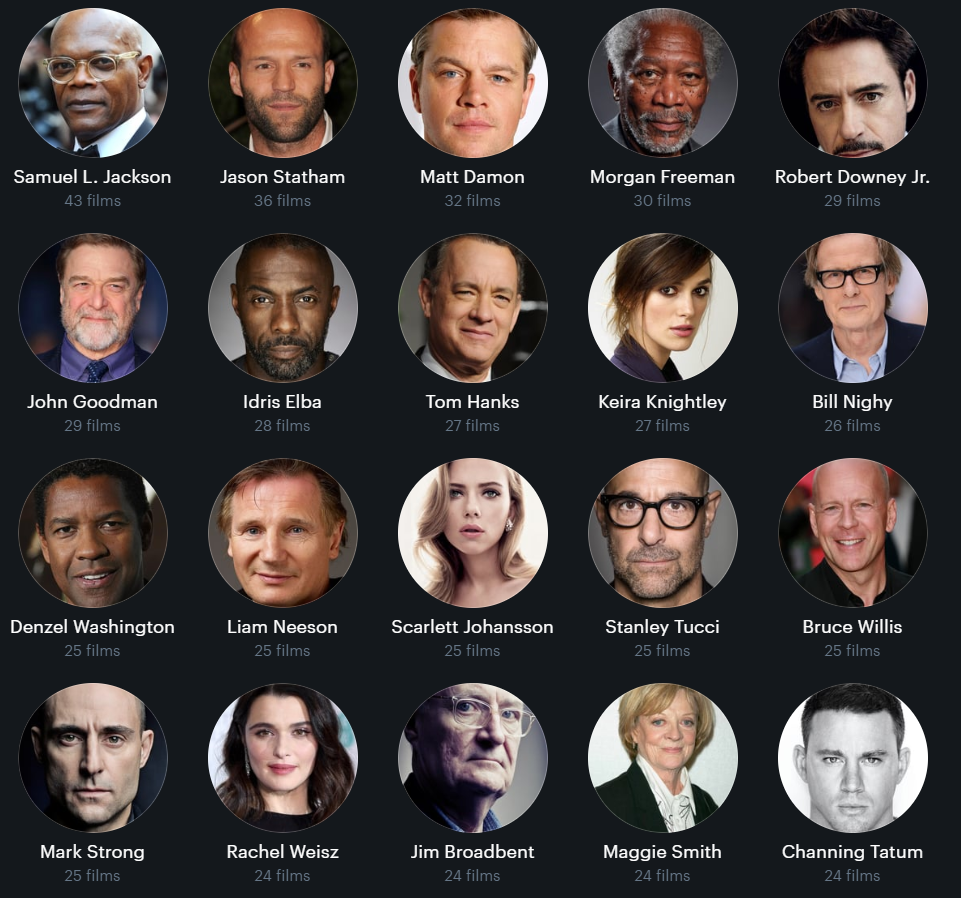 Samuel L. Jackson
43 films
Jason Statham
36 films
Matt Damon
32 films
Morgan Freeman
30 films
Robert Downey Jr.
29 films
John Goodman
29 films
Idris Elba
28 films
Tom Hanks
27 films
Keira Knightley
27 films
Bill Nighy
26 films
Denzel Washington
25 films
Liam Neeson
25 films
Scarlett Johansson
25 films
Stanley Tucci
25 films
Bruce Willis
25 films
Mark Strong
25 films
Rachel Weisz
24 films
Jim Broadbent
24 films
Maggie Smith
24 films
Channing Tatum
24 films